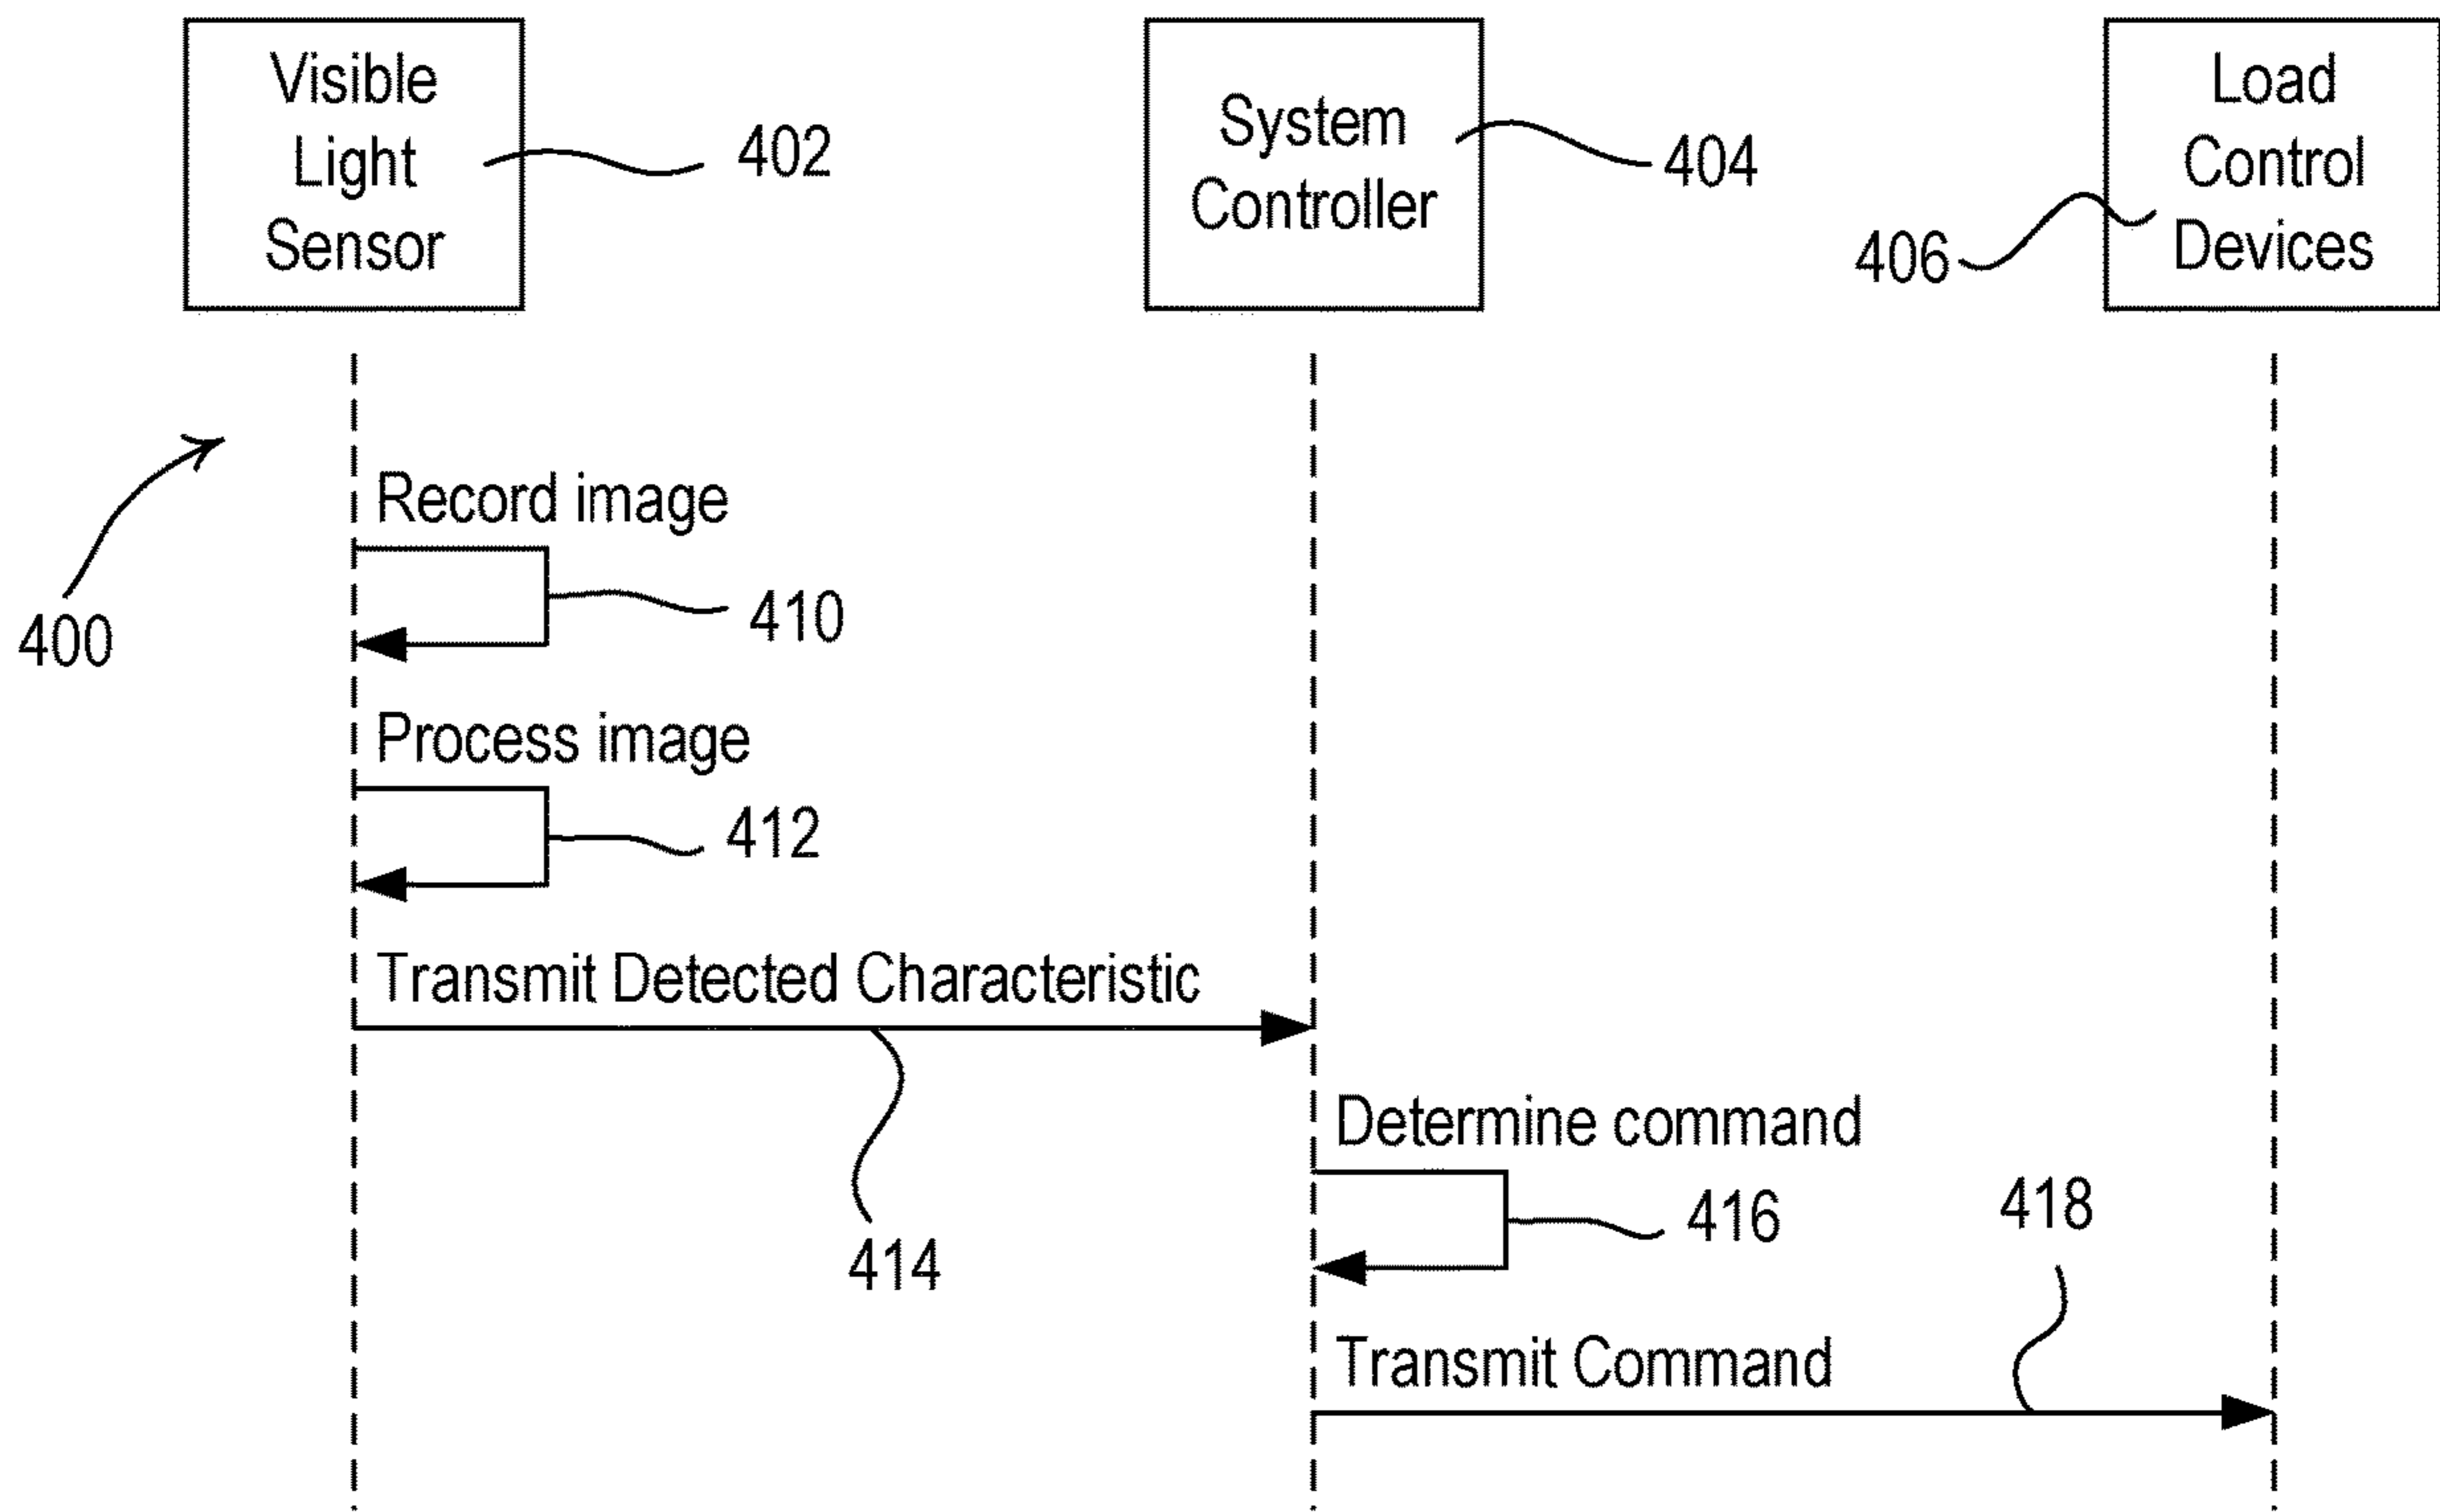 Visible
Light
Sensor
402
System
Controller
404
Load
Control
Devices
406
400
Record image
410
Process image
412
Transmit Detected Characteristic
414
Determine command
416
418
Transmit Command